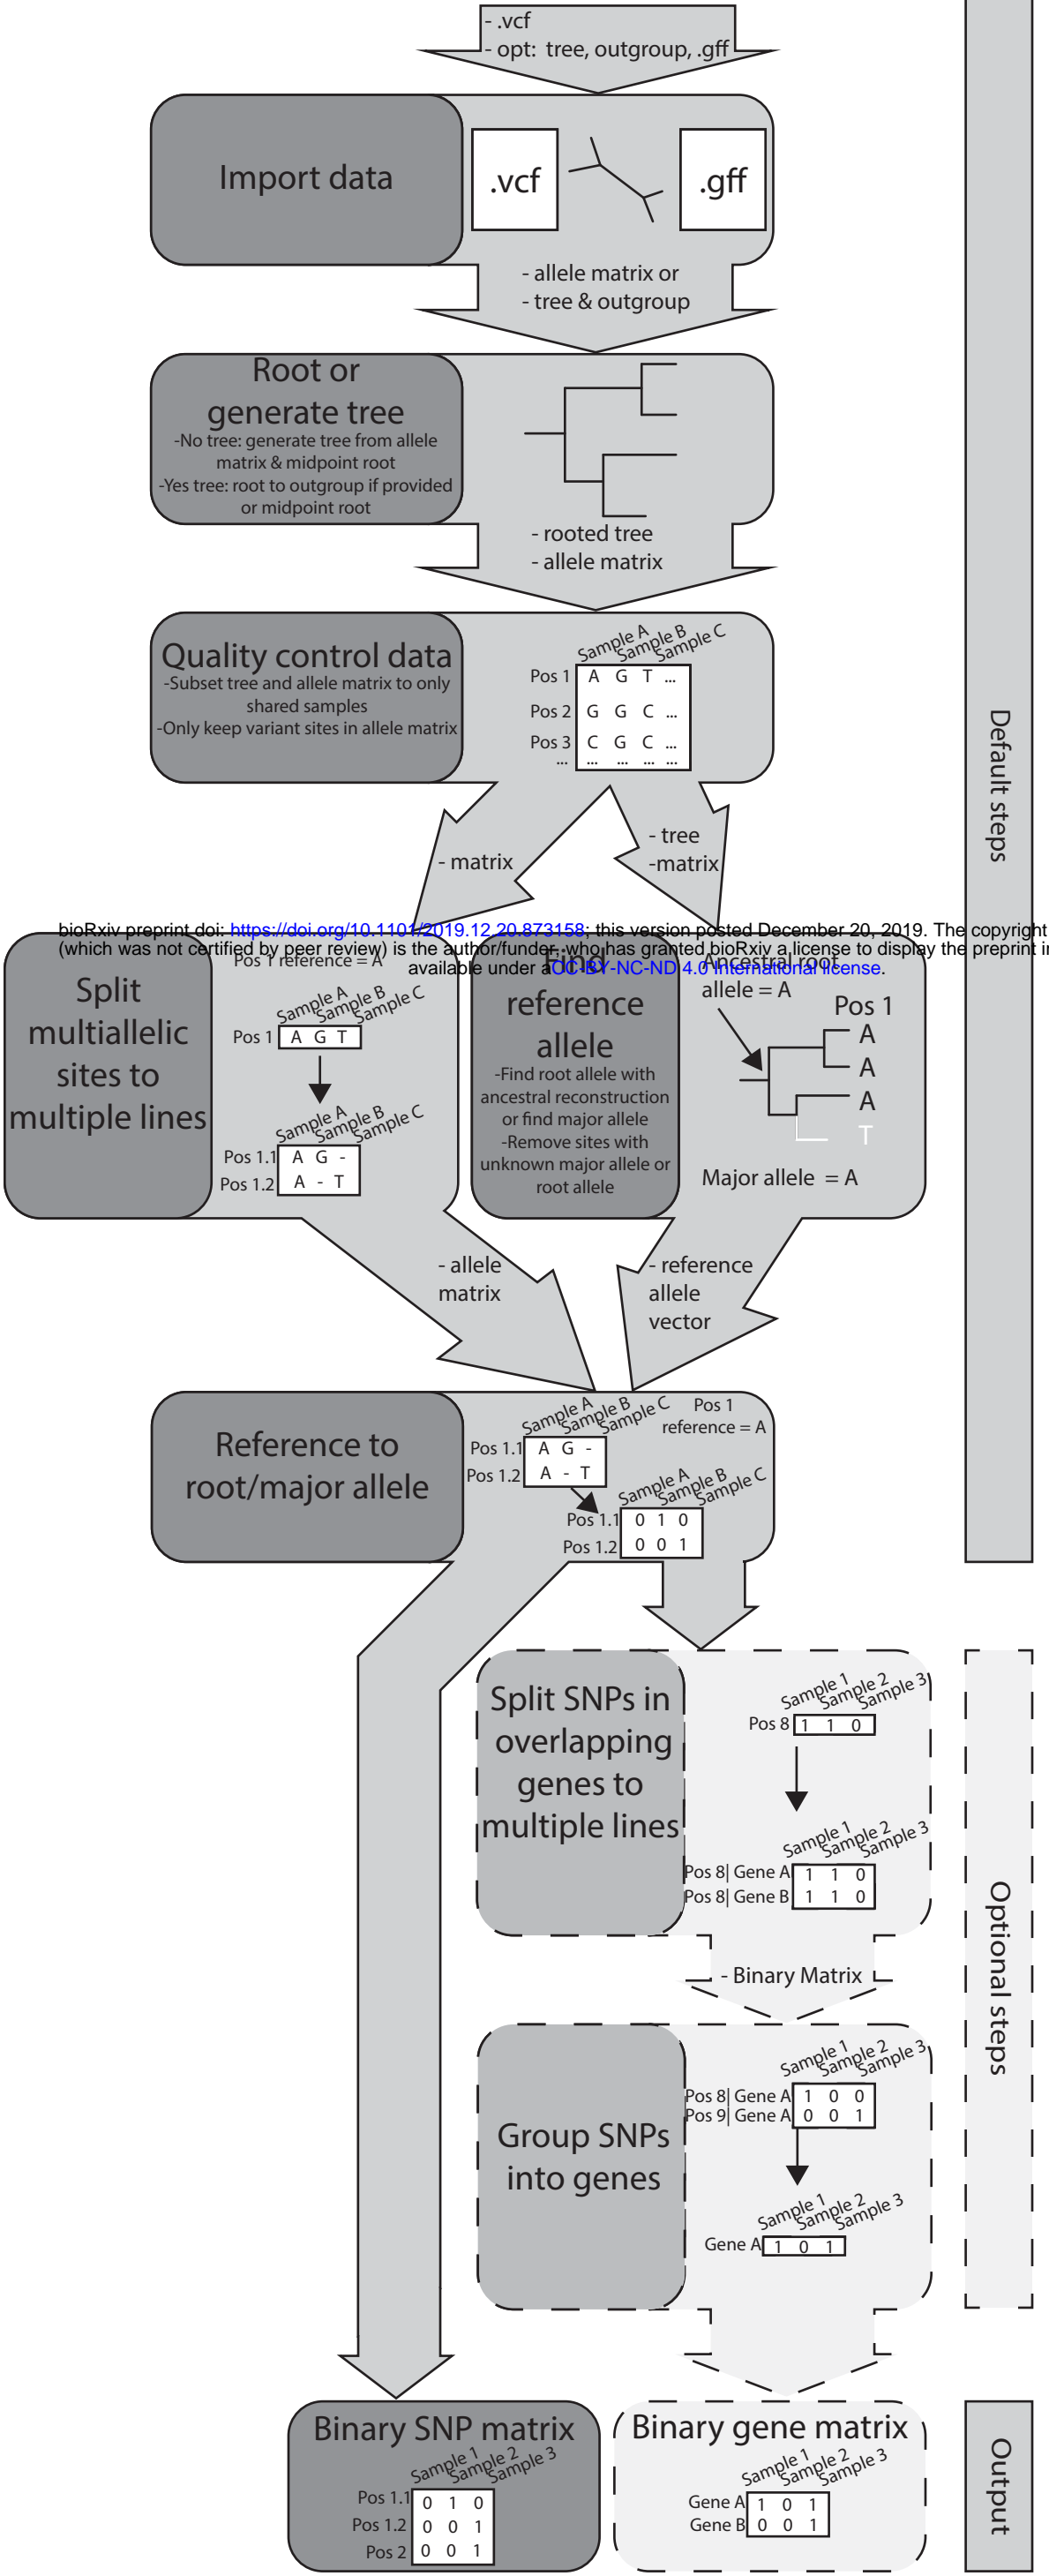 - .vcf
- opt: tree, outgroup, .gff
Import data
.vcf
.gff
- allele matrix or
- tree & outgroup
Root or
generate tree
-No tree: generate tree from allele
matrix & midpoint root
-Yes tree: root to outgroup if provided
or midpoint root
- rooted tree
- allele matrix
Quality control data
-Subset tree and allele matrix to only
shared samples
-Only keep variant sites in allele matrix
Sample A Sample B Sample C
Pos 1 A G T ...
Pos 2 G G C ...
Pos 3 C G C ...
... ... ... ... ...
- matrix
- tree
-matrix
Default steps
bioRxiv preprint doi: https://doi.org/10.1101/2019.12.20.873158; this version posted December 20, 2019. The copyright
(which was not certified by peer review) is the author/funder, who has granted bioRxiv a license to display the preprint i
available under aCC-BY-NC-ND 4.0 International license.
Split
multiallelic
sites to
multiple lines
Pos 1 reference = A
Sample A Sample B Sample C
Pos 1 A G T
Sample A Sample B Sample C
Pos 1.1 A G -
Pos 1.2 A - T
Find
reference
allele
-Find root allele with
ancestral reconstruction
or find major allele
-Remove sites with
unknown major allele or
root allele
Ancestral root
allele = A
Pos 1
A
A
A
T
Major allele = A
- allele
matrix
- reference
allele
vector
Reference to
root/major allele
Sample A Sample B Sample C
Pos 1.1 A G -
Pos 1.2 A - T
Pos 1
reference = A
Sample A Sample B Sample C
Pos 1.1 0 1 0
Pos 1.2 0 0 1
Split SNPs in
overlapping
genes to
multiple lines
Sample 1 Sample 2 Sample 3
Pos 8 1 1 0
Sample 1 Sample 2 Sample 3
Pos 8| Gene A 1 1 0
Pos 8| Gene B 1 1 0
- Binary Matrix
Optional steps
Group SNPs
into genes
Sample 1 Sample 2 Sample 3
Pos 8| Gene A 1 0 0
Pos 9| Gene A 0 0 1
Sample 1 Sample 2 Sample 3
Gene A 1 0 1
Binary SNP matrix
Sample 1 Sample 2 Sample 3
Pos 1.1 0 1 0
Pos 1.2 0 0 1
Pos 2 0 0 1
Binary gene matrix
Sample 1 Sample 2 Sample 3
Gene A 1 0 1
Gene B 0 0 1
Output